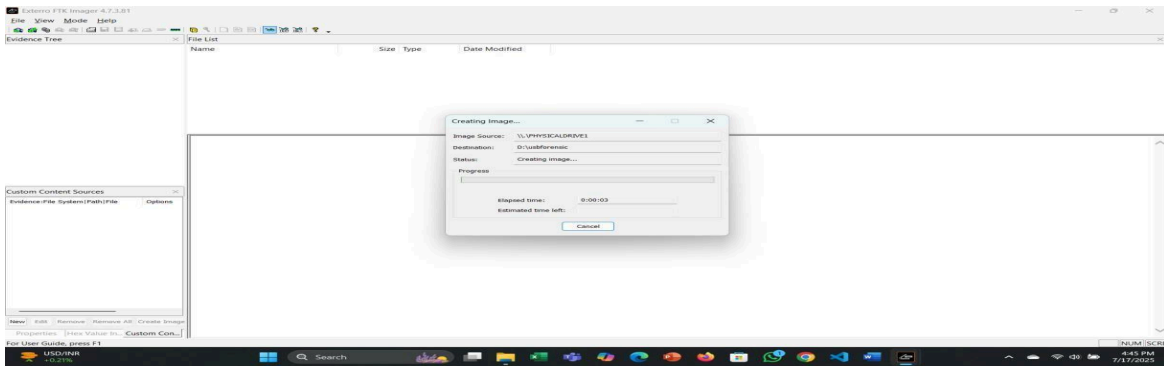 Exterro FTK Imager 4.7.3.81
File View Mode Help
Evidence Tree
File List
Name Size Type Date Modified
Creating Image...
Image Source: \\.\PHYSICALDRIVE1
Destination: D:\usbforensic
Status: Creating image...
Progress
Elapsed time: 0:00:03
Estimated time left:
Cancel
Custom Content Sources
Evidence:File System|Path|File Options
New Edit Remove Remove All Create Image
Properties Hex Value In... Custom Con...
For User Guide, press F1
NUM SCRL
USD/INR
+0.21%
Search
4:45 PM
7/17/2025